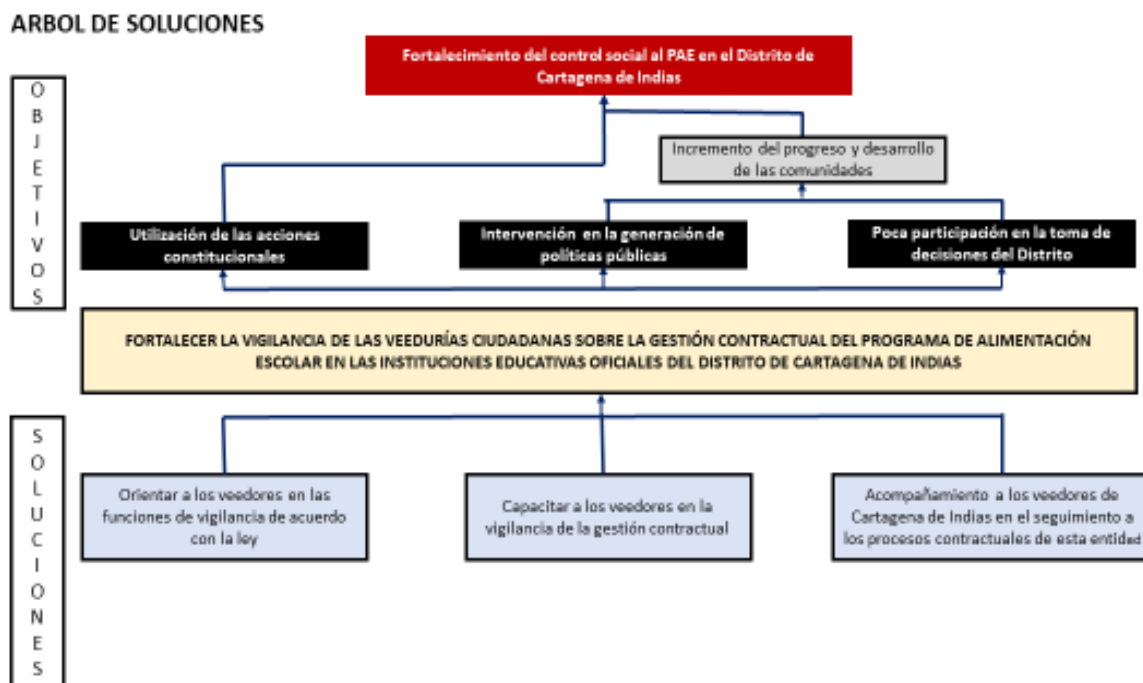 ARBOL DE SOLUCIONES
Fortalecimiento del control social al PAE en el Distrito de
Cartagena de Indias
OBJETIVOS
Incremento del progreso y desarrollo
de las comunidades
Utilización de las acciones
constitucionales
Intervención en la generación de
políticas públicas
Poca participación en la toma de
decisiones del Distrito
FORTALECER LA VIGILANCIA DE LAS VEEDURÍAS CIUDADANAS SOBRE LA GESTIÓN CONTRACTUAL DEL PROGRAMA DE ALIMENTACIÓN
ESCOLAR EN LAS INSTITUCIONES EDUCATIVAS OFICIALES DEL DISTRITO DE CARTAGENA DE INDIAS
SOLUCIONES
Orientar a los veedores en las
funciones de vigilancia de acuerdo
con la ley
Capacitar a los veedores en la
vigilancia de la gestión contractual
Acompañamiento a los veedores de
Cartagena de Indias en el seguimiento a
los procesos contractuales de esta entidad